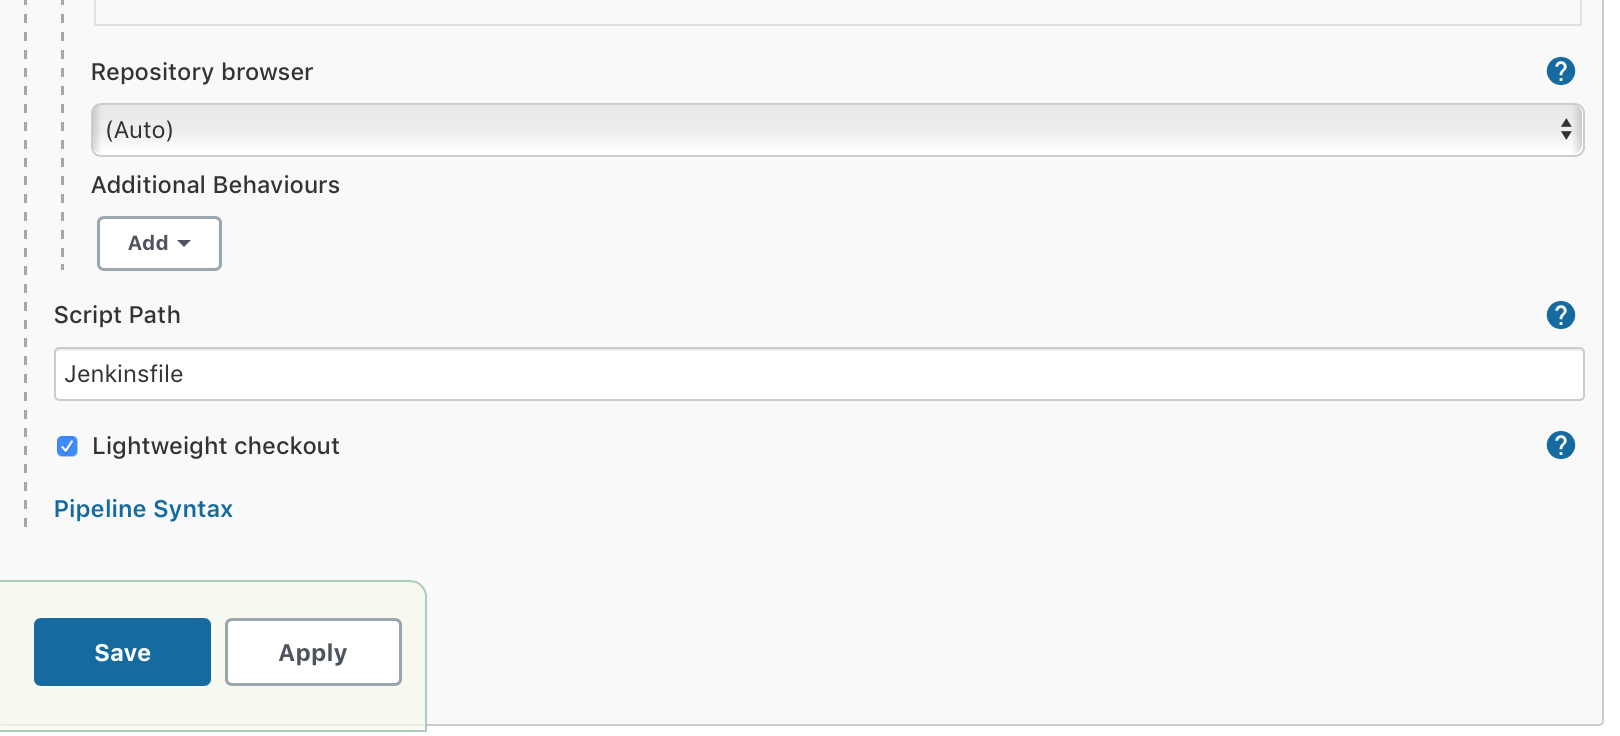 Repository browser
?
(Auto)
Additional Behaviours
Add
Script Path
?
Jenkinsfile
Lightweight checkout
?
Pipeline Syntax
Save
Apply